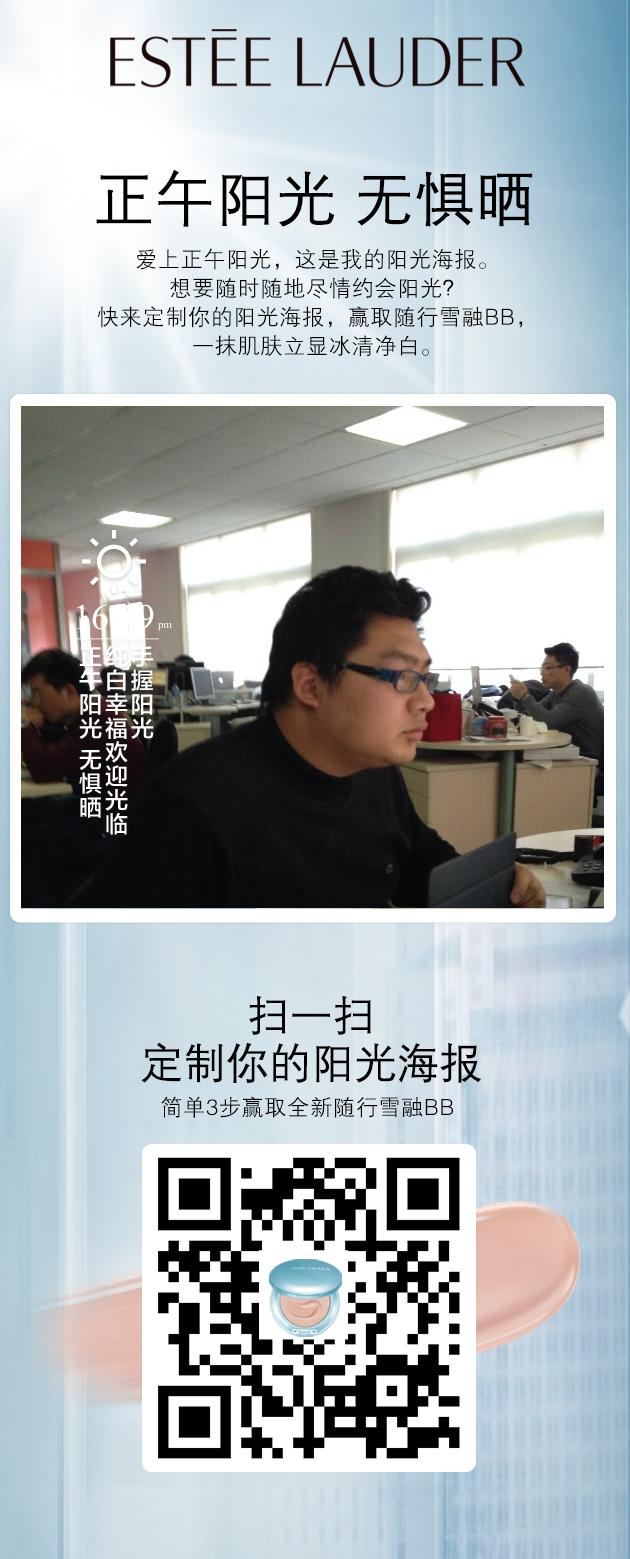 ESTĒE LAUDER
正午阳光 无惧晒
爱上正午阳光，这是我的阳光海报。
想要随时随地尽情约会阳光？
快来定制你的阳光海报，赢取随行雪融BB，
一抹肌肤立显冰清净白。
pm
手握阳光
纯白幸福欢迎光临
正午阳光 无惧晒
扫一扫
定制你的阳光海报
简单3步赢取全新随行雪融BB